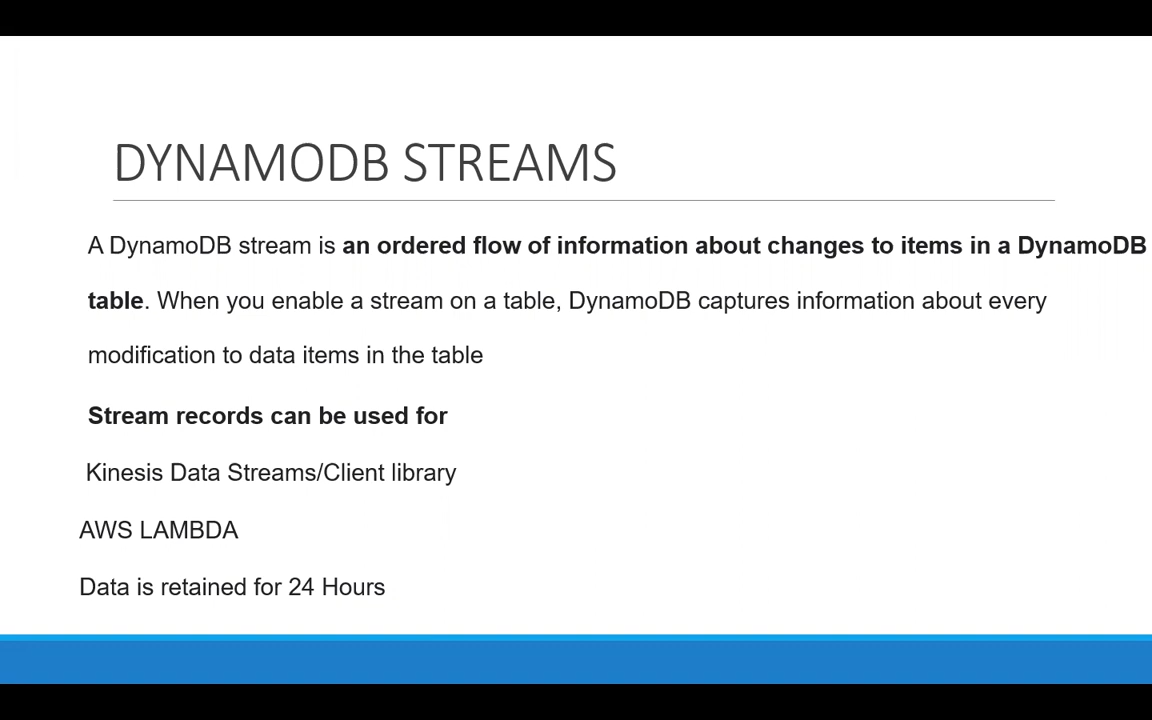 DYNAMODB STREAMS
A DynamoDB stream is an ordered flow of information about changes to items in a DynamoDB
table. When you enable a stream on a table, DynamoDB captures information about every
modification to data items in the table
Stream records can be used for
Kinesis Data Streams/Client library
AWS LAMBDA
Data is retained for 24 Hours